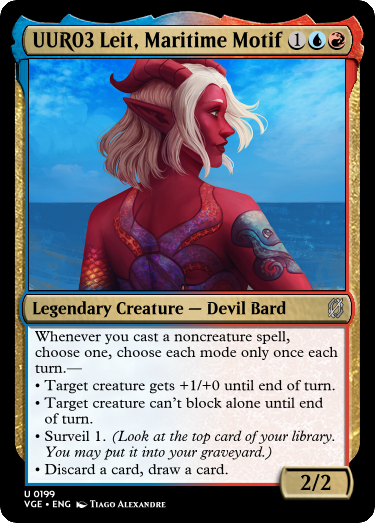 UUR03 Leit, Maritime Motif 1
Legendary Creature — Devil Bard
Whenever you cast a noncreature spell,
choose one, choose each mode only once each
turn.—
• Target creature gets +1/+0 until end of turn.
• Target creature can't block alone until end
of turn.
• Surveil 1. (Look at the top card of your library.
You may put it into your graveyard.)
• Discard a card, draw a card.
2/2
U 0199
VGE • ENG Tiago Alexandre